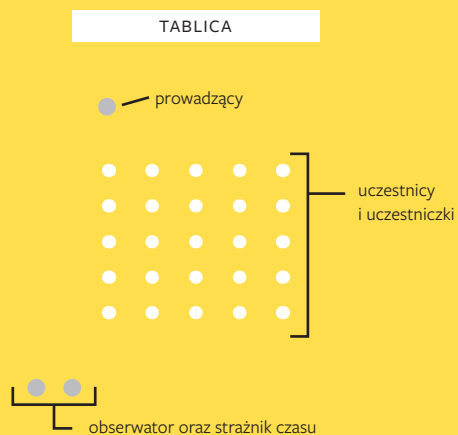 TABLICA
prowadzący
uczestnicy
i uczestniczki
obserwator oraz strażnik czasu